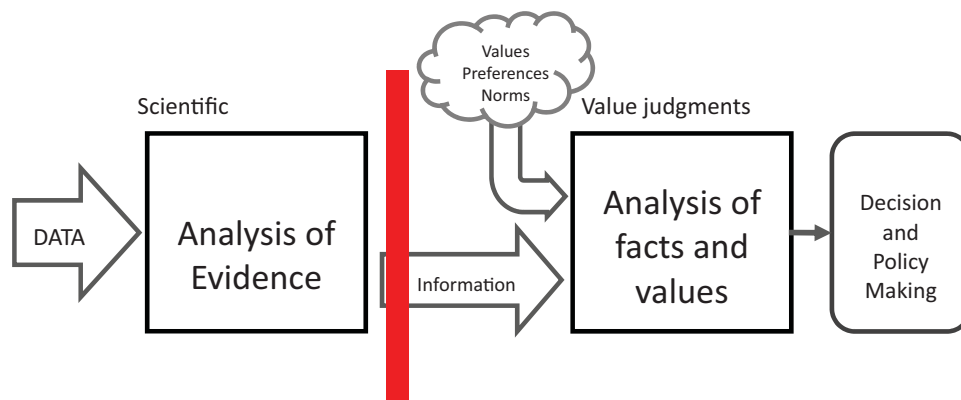 Values
Preferences
Norms
Scientific
Value judgments
DATA
Analysis of
Evidence
Information
Analysis of
facts and
values
Decision
and
Policy
Making